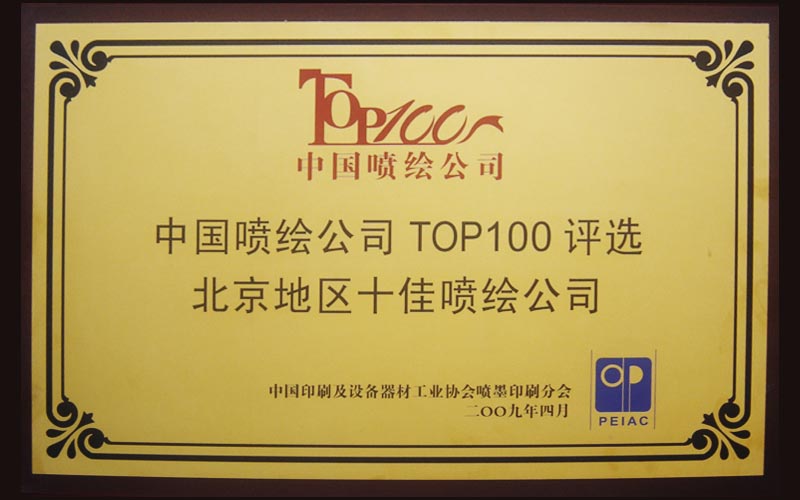 TOP100
中国喷绘公司
中国喷绘公司 TOP100 评选
北京地区十佳喷绘公司
中国印刷及设备器材工业协会喷墨印刷分会
二〇〇九年四月
PEIAC